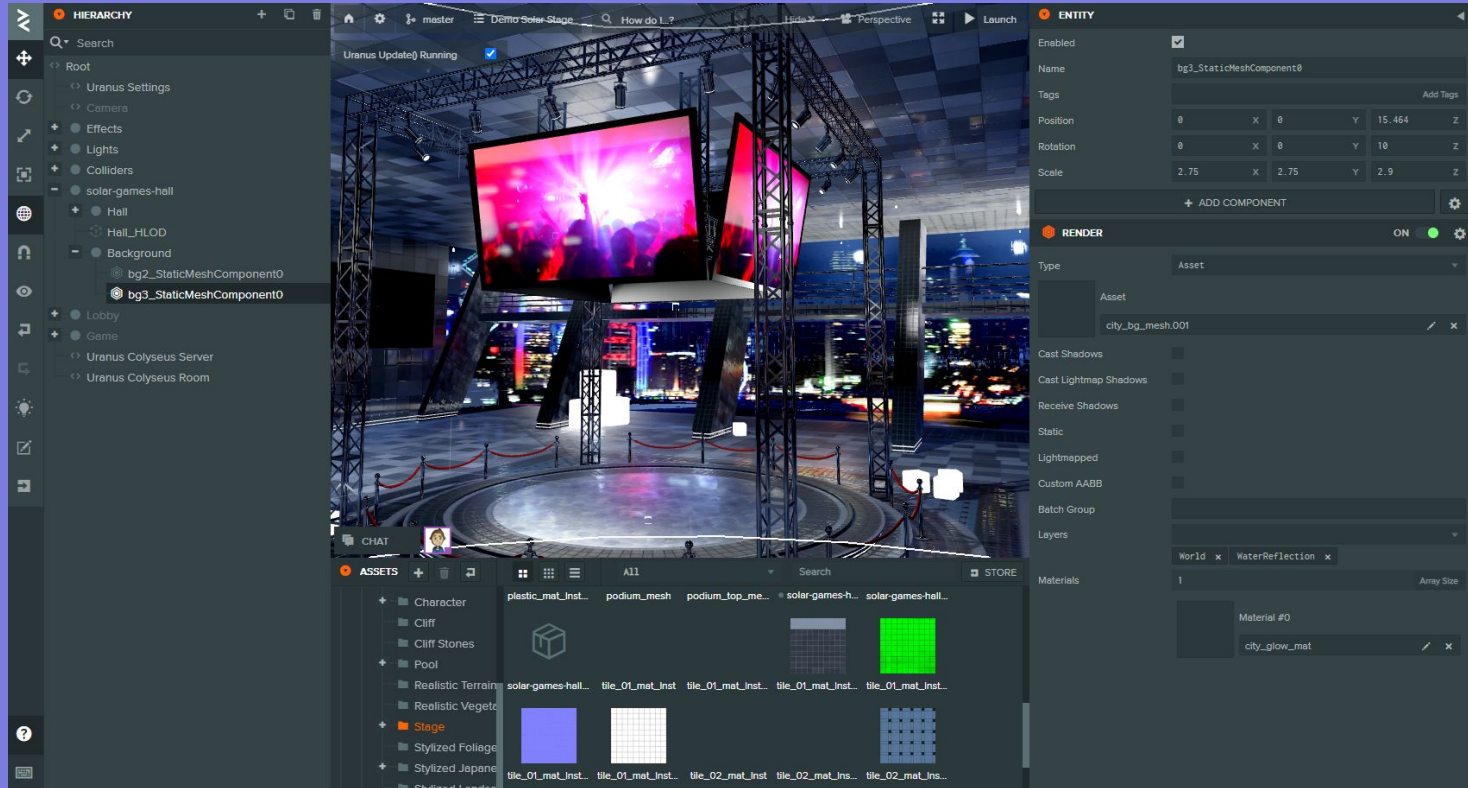 HIERARCHY
Search
Root
Uranus Settings
Camera
Effects
Lights
Colliders
solar-games-hall
Hall
Hall_HLOD
Background
bg2_StaticMeshComponent0
bg3_StaticMeshComponent0
Lobby
Game
Uranus Colyseus Server
Uranus Colyseus Room
master Demo Solar Stage How do I...? Hide x Perspective Launch
Uranus Update() Running
CHAT
ASSETS All Search STORE
Character
Cliff
Cliff Stones
Pool
Realistic Terrain
Realistic Vegeta
Stage
Stylized Foliage
Stylized Japane
plastic_mat_Inst... podium_mesh podium_top_me... solar-games-h... solar-games-hall...
solar-games-hall... tile_01_mat_Inst tile_01_mat_Inst... tile_01_mat_Inst... tile_01_mat_Inst...
tile_01_mat_Inst... tile_01_mat_Inst... tile_02_mat_Inst tile_02_mat_Ins... tile_02_mat_Ins...
ENTITY
Enabled
Name bg3_StaticMeshComponent0
Tags Add Tags
Position 0 X 0 Y 15.464 Z
Rotation 0 X 0 Y 10 Z
Scale 2.75 X 2.75 Y 2.9 Z
+ ADD COMPONENT
RENDER ON
Type Asset
Asset
city_bg_mesh.001
Cast Shadows
Cast Lightmap Shadows
Receive Shadows
Static
Lightmapped
Custom AABB
Batch Group
Layers
World x WaterReflection x
Materials 1 Array Size
Material #0
city_glow_mat